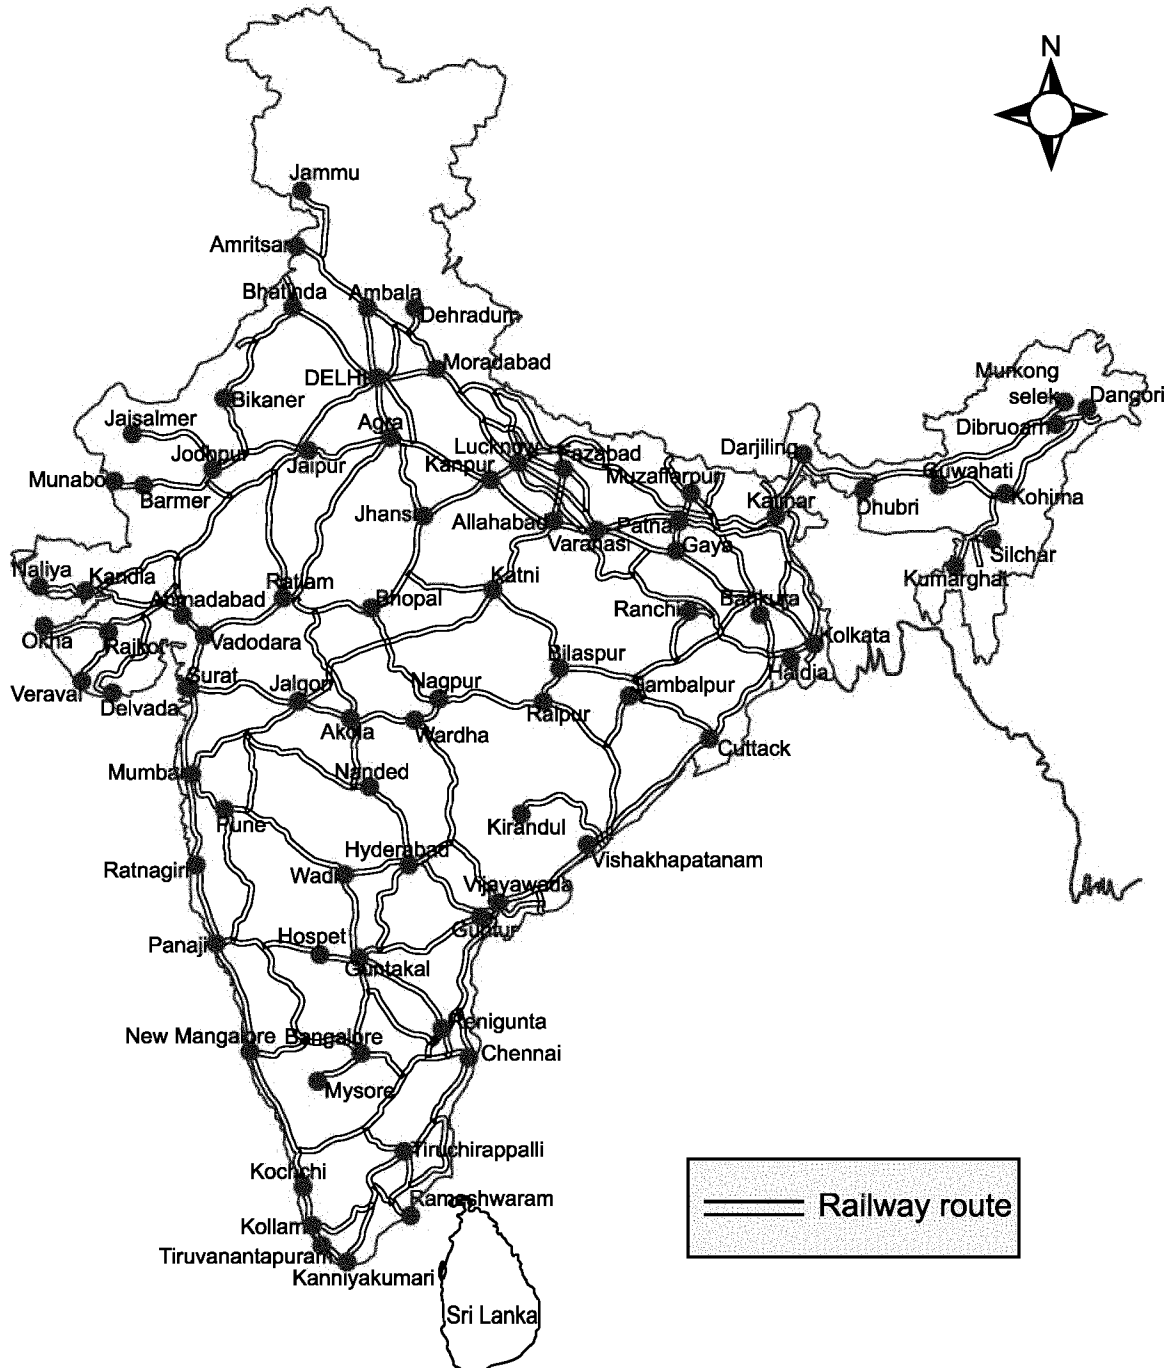 N
Jammu
Amritsar
Bhatinda
Ambala
Dehradum
Moradabad
DELHI
Bikaner
Murkong
selek
Dangori
Dibruoarh
Jaisalmer
Agra
Jodhpur
Jaipur
Lucknow
Kanpur
Fazabad
Darjiling
Guwahati
Munabo
Barmer
Muzaffarpur
Katihar
Dhubri
Kohima
Jhansi
Allahabad
Varanasi
Patna
Gaya
Silchar
Kumarghat
Naliya
Kandla
Ahmadabad
Ratlam
Bhopal
Katni
Ranchi
Bankura
Okha
Rajkot
Vadodara
Kolkata
Haldia
Veraval
Delvada
Surat
Jalgon
Nagpur
Bilaspur
Raipur
Akola
Wardha
Cuttack
Mumbai
Nanded
Pune
Kirandul
Vishakhapatanam
Ratnagiri
Wadi
Hyderabad
Vijayawada
Guntur
Panaji
Hospet
Guntakal
New Mangalore
Bangalore
Renigunta
Chennai
Mysore
Tiruchirappalli
Kochchi
Rameshwaram
Kollam
Tiruvanantapuram
Kanniyakumari
Sri Lanka
Railway route